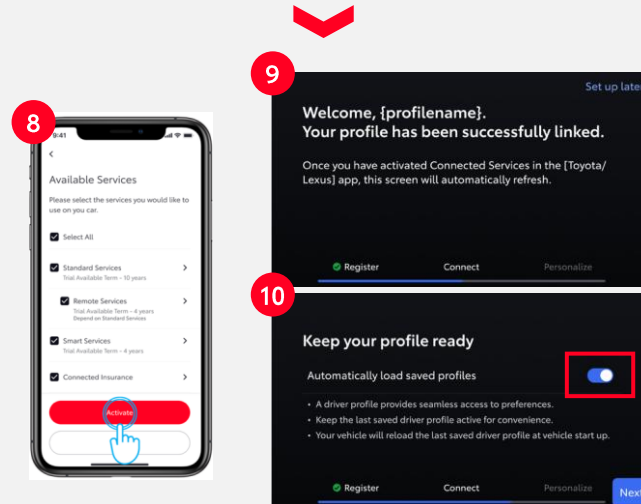 8
9:41
Available Services
Please select the services you would like to
use on you car.
Select All
Standard Services
Trial Available Term – 10 years
Remote Services
Trial Available Term – 4 years
Depend on Standard Services
Smart Services
Trial Available Term – 4 years
Connected Insurance
Activate
9
Set up later
Welcome, {profilename}.
Your profile has been successfully linked.
Once you have activated Connected Services in the [Toyota/
Lexus] app, this screen will automatically refresh.
Register Connect Personalize
10
Keep your profile ready
Automatically load saved profiles
• A driver profile provides seamless access to preferences.
• Keep the last saved driver profile active for convenience.
• Your vehicle will reload the last saved driver profile at vehicle start up.
Register Connect Personalize
Next